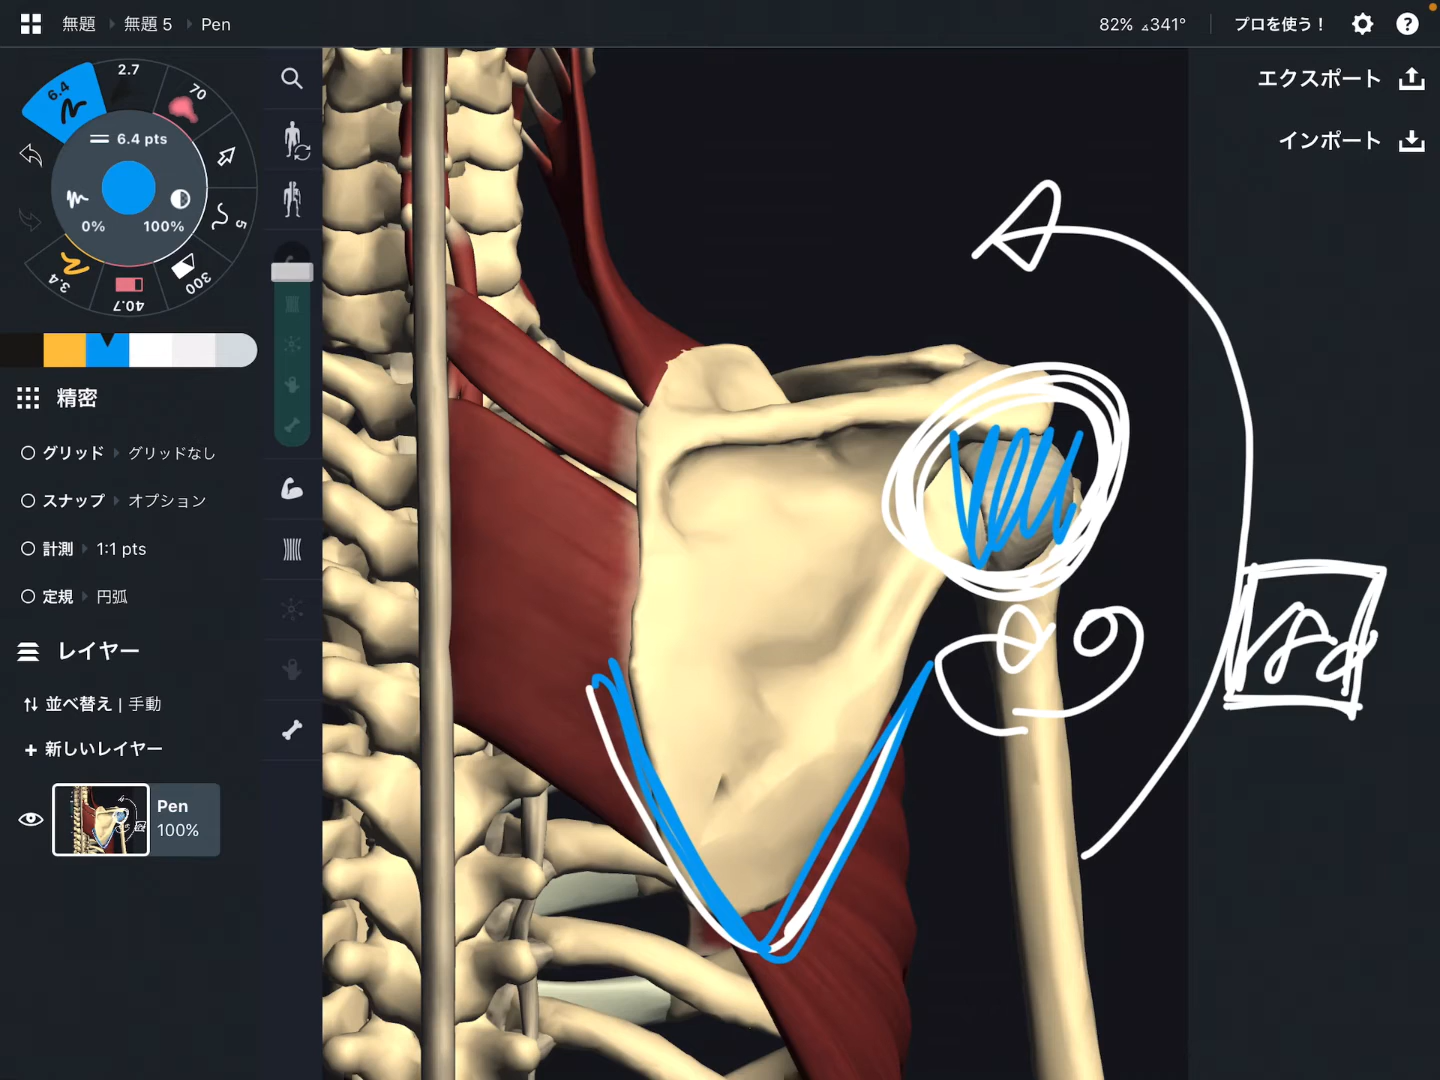 無題 無題 5 Pen
82% ⊿341° プロを使う！
エクスポート
インポート
2.7
6.4
70
6.4 pts
0% 100%
5
3.4
40.7
300
精密
グリッド グリッドなし
スナップ オプション
計測 1:1 pts
定規 円弧
レイヤー
並べ替え | 手動
+ 新しいレイヤー
Pen
100%